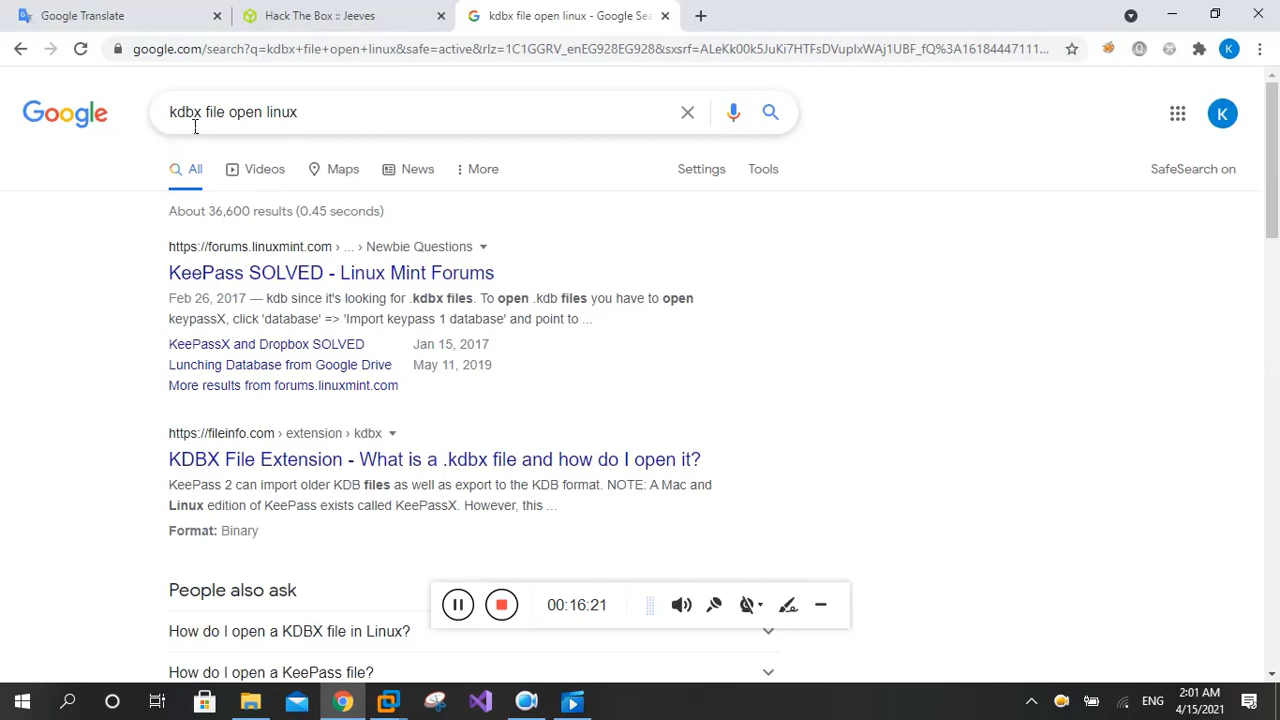 Google Translate
Hack The Box :: Jeeves
kdbx file open linux - Google Sea
google.com/search?q=kdbx+file+open+linux&safe=active&rlz=1C1GGRV_enEG928EG928&sxsrf=ALeKk00k5JuKi7HTFsDVuplxWAj1UBF_fQ%3A16184447111...
K
Google
kdbx file open linux
K
All
Videos
Maps
News
More
Settings
Tools
SafeSearch on
About 36,600 results (0.45 seconds)
https://forums.linuxmint.com › ... › Newbie Questions
KeePass SOLVED - Linux Mint Forums
Feb 26, 2017 — kdb since it's looking for .kdbx files. To open .kdb files you have to open
keypassX, click 'database' => 'Import keypass 1 database' and point to ...
KeePassX and Dropbox SOLVED Jan 15, 2017
Lunching Database from Google Drive May 11, 2019
More results from forums.linuxmint.com
https://fileinfo.com › extension › kdbx
KDBX File Extension - What is a .kdbx file and how do I open it?
KeePass 2 can import older KDB files as well as export to the KDB format. NOTE: A Mac and
Linux edition of KeePass exists called KeePassX. However, this ...
Format: Binary
People also ask
00:16:21
How do I open a KDBX file in Linux?
How do I open a KeePass file?
ENG
2:01 AM
4/15/2021